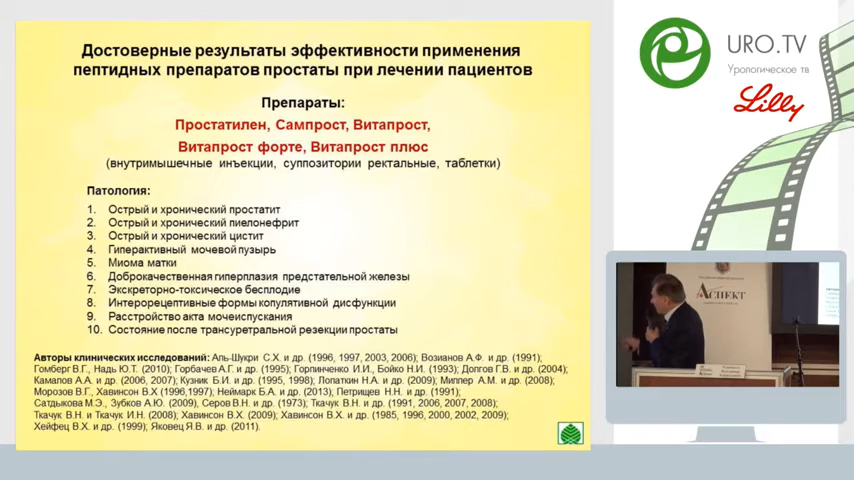 Достоверные результаты эффективности применения
пептидных препаратов простаты при лечении пациентов
Препараты:
Простатилен, Сампрост, Витапрост,
Витапрост форте, Витапрост плюс
(внутримышечные инъекции, суппозитории ректальные, таблетки)
Патология:
1. Острый и хронический простатит
2. Острый и хронический пиелонефрит
3. Острый и хронический цистит
4. Гиперактивный мочевой пузырь
5. Миома матки
6. Доброкачественная гиперплазия предстательной железы
7. Экскреторно-токсическое бесплодие
8. Интерорецептивные формы копулятивной дисфункции
9. Расстройство акта мочеиспускания
10. Состояние после трансуретральной резекции простаты
Авторы клинических исследований: Аль-Шукри С.Х. и др. (1996, 1997, 2003, 2006); Возианов А.Ф. и др. (1991);
Гомберг В.Г., Надь Ю.Т. (2010); Горбачев А.Г. и др. (1995); Горпинченко И.И., Бойко Н.И. (1993); Долгов Г.В. и др. (2004);
Камалов А.А. и др. (2006, 2007); Кузник Б.И. и др. (1995, 1998); Лопаткин Н.А. и др. (2009); Миллер А.М. и др. (2008);
Морозов В.Г., Хавинсон В.Х (1996,1997); Неймарк Б.А. и др. (2013); Петрищев Н.Н. и др. (1991);
Сатдыкова М.Э., Зубков А.Ю. (2009), Серов В.Н. и др. (1973); Ткачук В.Н. и др. (1991, 2006, 2007, 2008);
Ткачук В.Н. и Ткачук И.Н. (2008); Хавинсон В.Х. (2009); Хавинсон В.Х. и др. (1985, 1996, 2000, 2002, 2009);
Хейфец В.Х. и др. (1999); Яковец Я.В. и др. (2011).
URO.TV
Урологическое тв
Lilly
АСПЕКТ